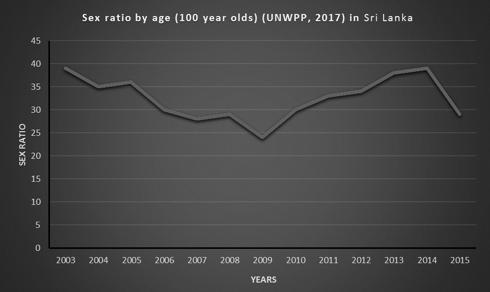 Sex ratio by age (100 year olds) (UNWPP, 2017) in Sri Lanka
45
40
35
30
25
20
15
10
5
0
SEX RATIO
2003 2004 2005 2006 2007 2008 2009 2010 2011 2012 2013 2014 2015
YEARS